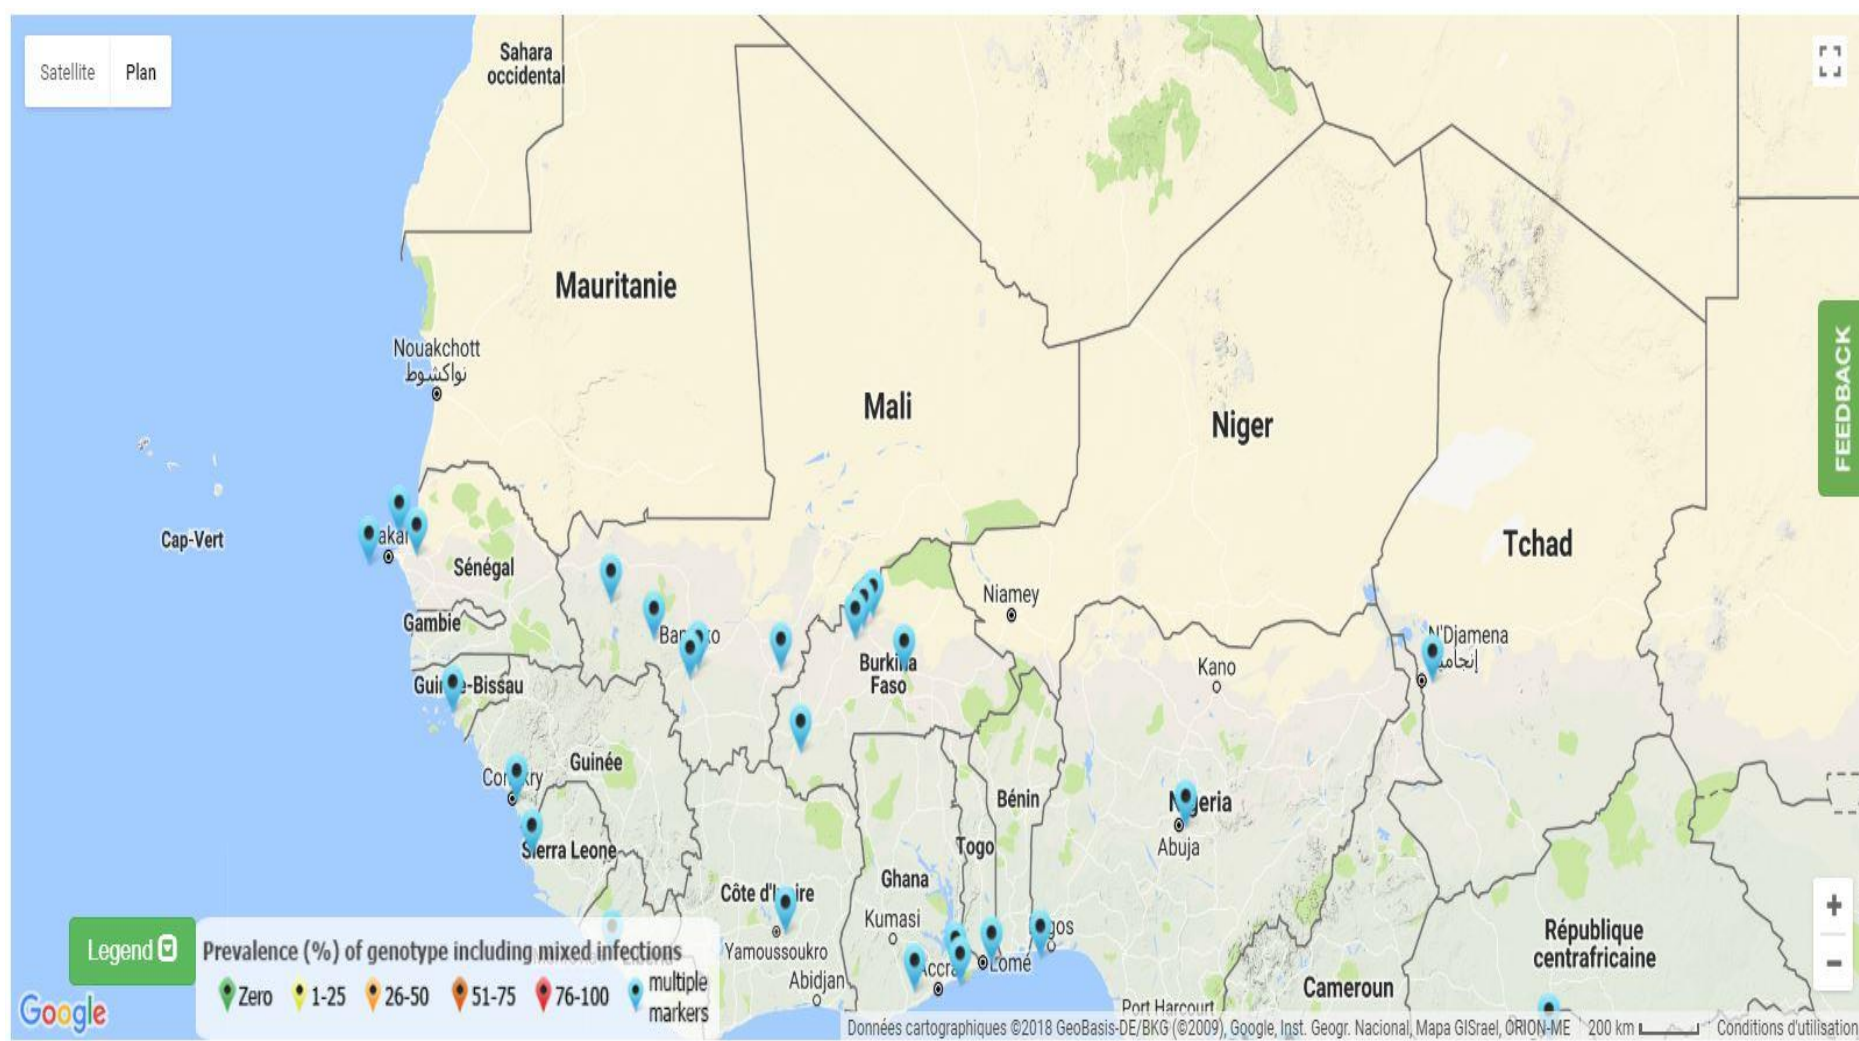 Satellite Plan
Sahara
occidental
Mauritanie
Nouakchott
نواكشوط
Mali
Niger
FEEDBACK
Cap-Vert
Sénégal
Tchad
Niamey
Gambie
N'Djamena
Burkina
Faso
Kano
Guinée
Bénin
Nigeria
Abuja
Sierra Leone
Togo
Ghana
Côte d'Ivoire
Kumasi
Yamoussoukro
Accra
Lomé
Abidjan
République
centrafricaine
Cameroun
Port Harcourt
Legend
Prevalence (%) of genotype including mixed infections
Zero 1-25 26-50 51-75 76-100 multiple
markers
Google
Données cartographiques ©2018 GeoBasis-DE/BKG (©2009), Google, Inst. Geogr. Nacional, Mapa GISrael, ORION-ME 200 km Conditions d'utilisation